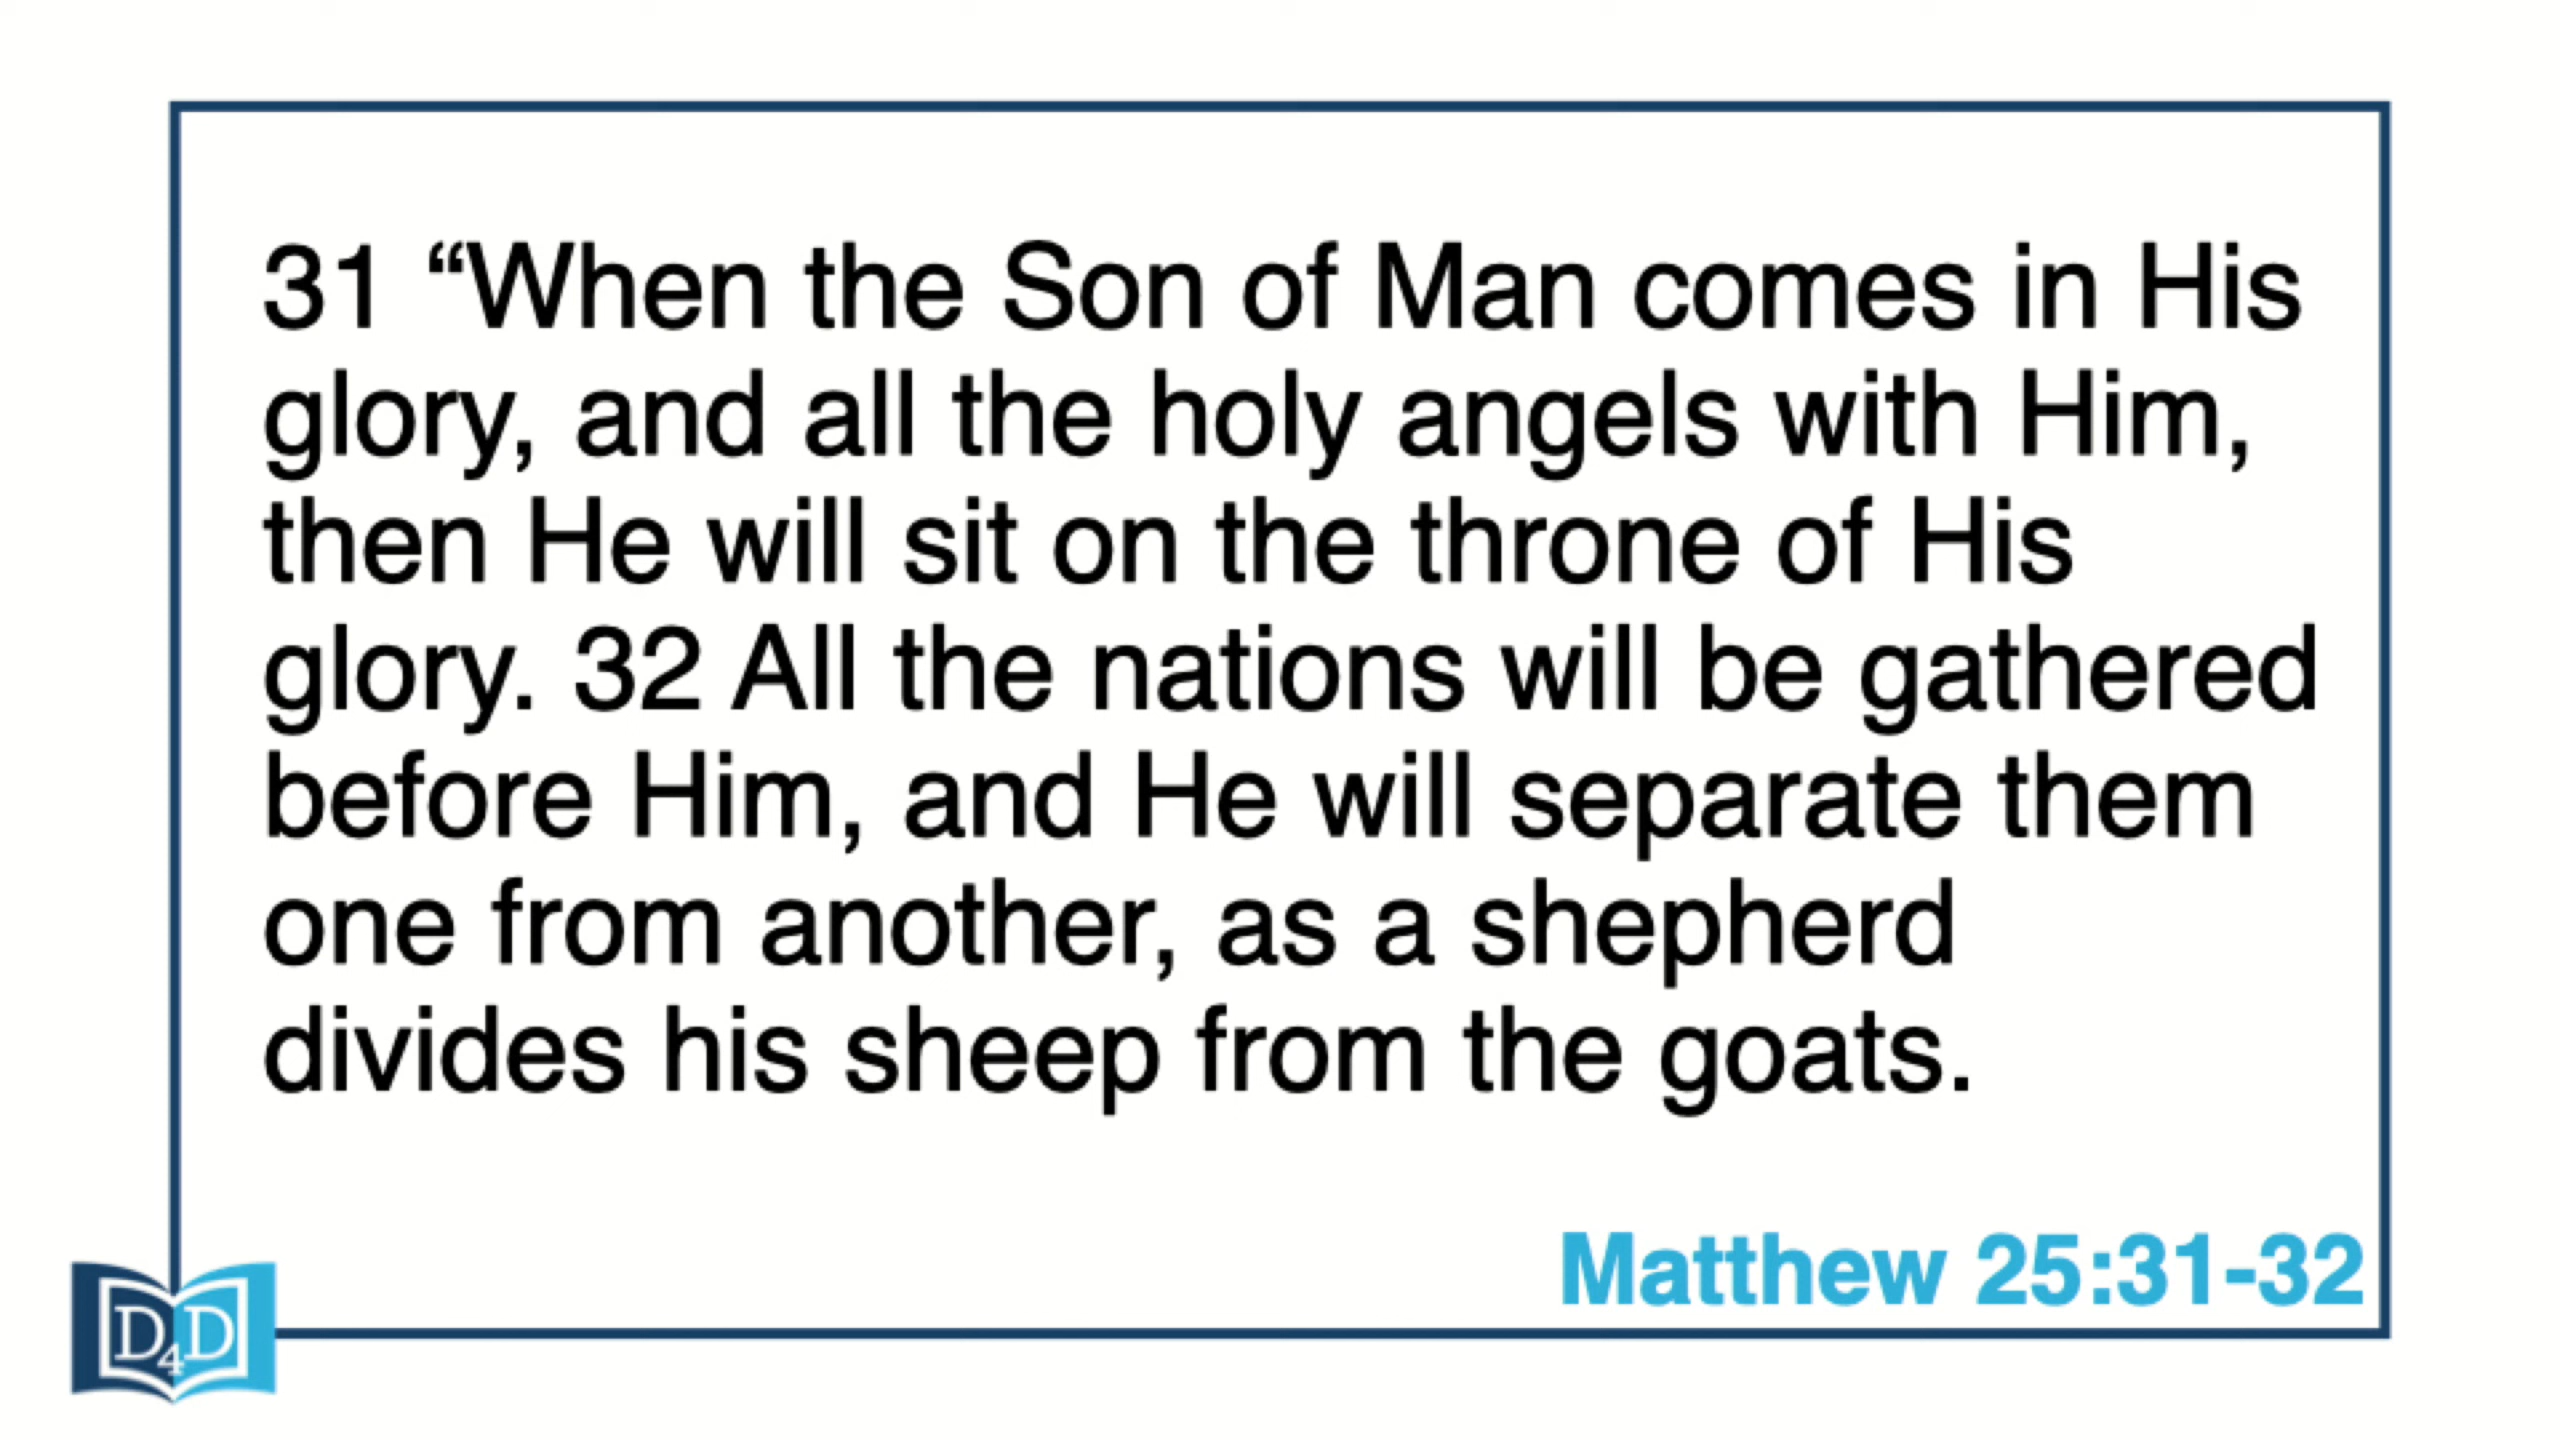 31 “When the Son of Man comes in His
glory, and all the holy angels with Him,
then He will sit on the throne of His
glory. 32 All the nations will be gathered
before Him, and He will separate them
one from another, as a shepherd
divides his sheep from the goats.
Matthew 25:31-32
D4D